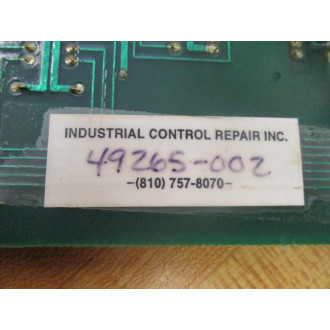 INDUSTRIAL CONTROL REPAIR INC.
49265-002
-(810) 757-8070-